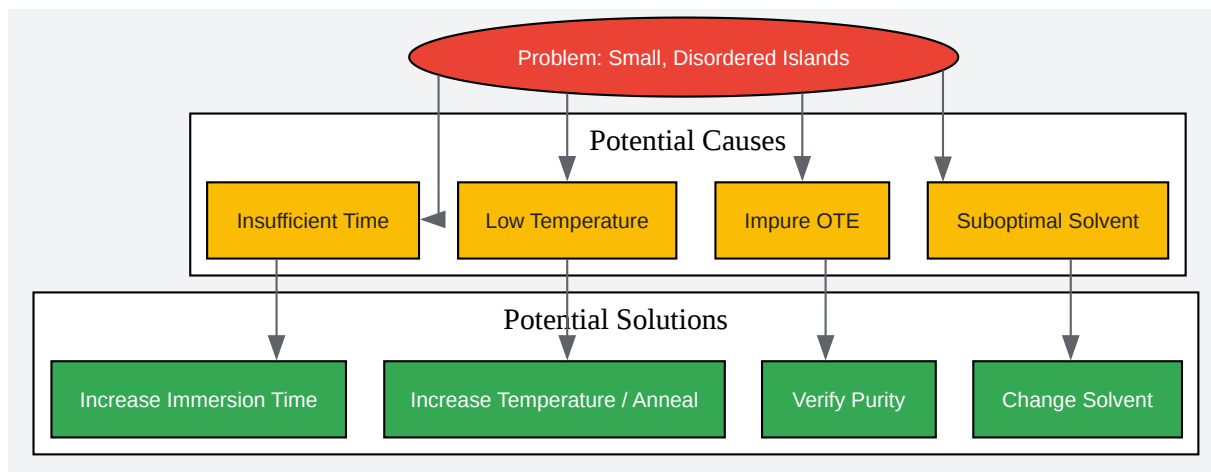 Problem: Small, Disordered Islands
Potential Causes
Insufficient Time
Low Temperature
Impure OTE
Suboptimal Solvent
Potential Solutions
Increase Immersion Time
Increase Temperature / Anneal
Verify Purity
Change Solvent